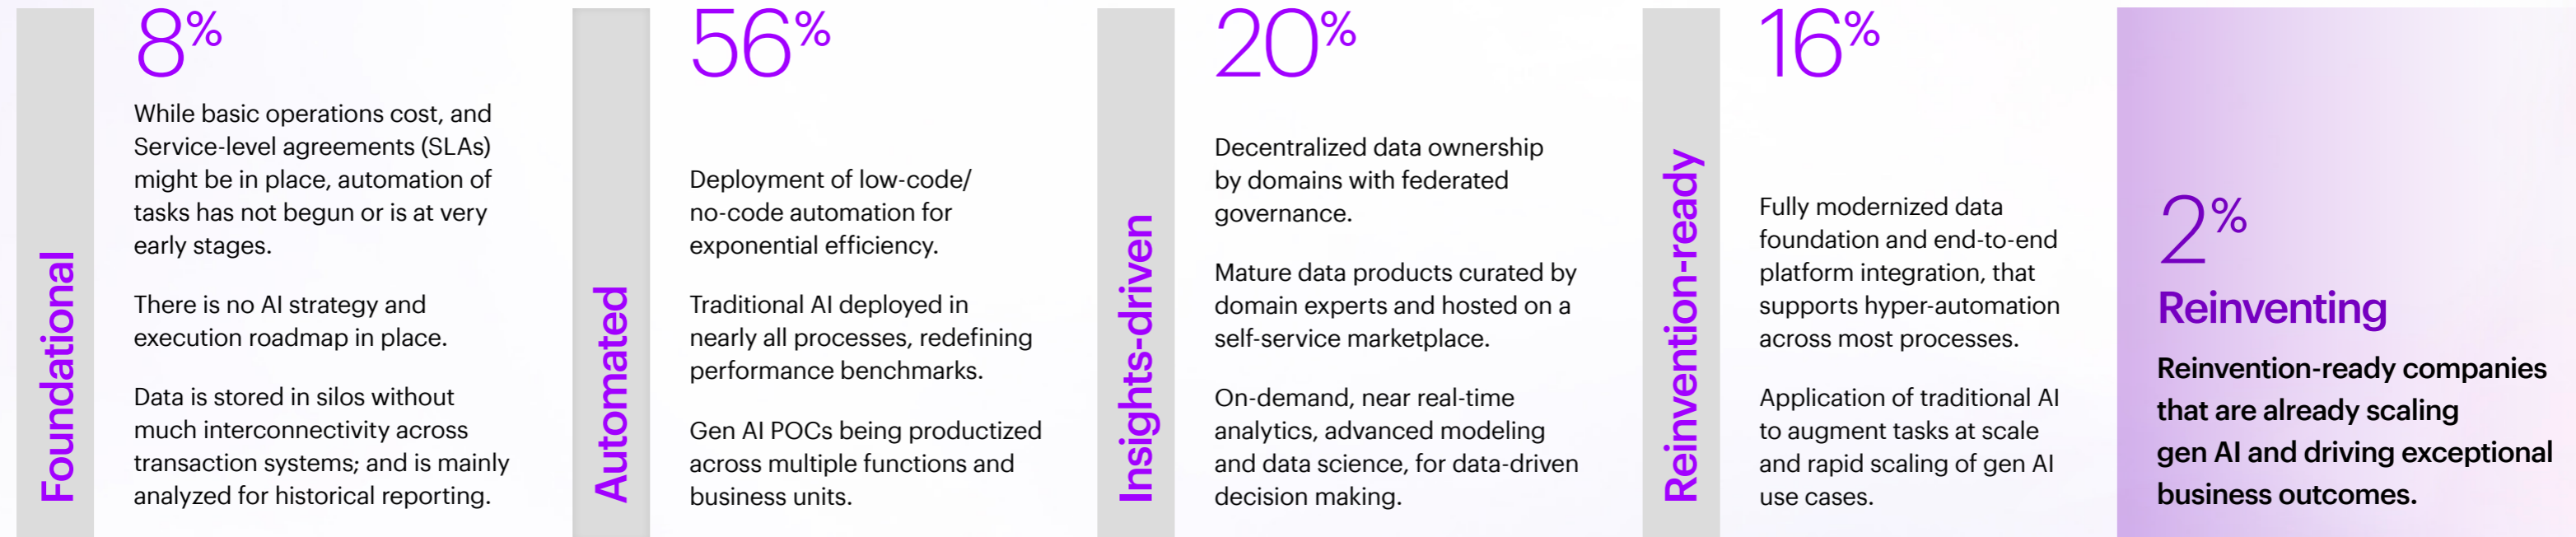 Foundational
8%
While basic operations cost, and
Service-level agreements (SLAs)
might be in place, automation of
tasks has not begun or is at very
early stages.
There is no AI strategy and
execution roadmap in place.
Data is stored in silos without
much interconnectivity across
transaction systems; and is mainly
analyzed for historical reporting.
Automated
56%
Deployment of low-code/
no-code automation for
exponential efficiency.
Traditional AI deployed in
nearly all processes, redefining
performance benchmarks.
Gen AI POCs being productized
across multiple functions and
business units.
Insights-driven
20%
Decentralized data ownership
by domains with federated
governance.
Mature data products curated by
domain experts and hosted on a
self-service marketplace.
On-demand, near real-time
analytics, advanced modeling
and data science, for data-driven
decision making.
Reinvention-ready
16%
Fully modernized data
foundation and end-to-end
platform integration, that
supports hyper-automation
across most processes.
Application of traditional AI
to augment tasks at scale
and rapid scaling of gen AI
use cases.
2%
Reinventing
Reinvention-ready companies
that are already scaling
gen AI and driving exceptional
business outcomes.